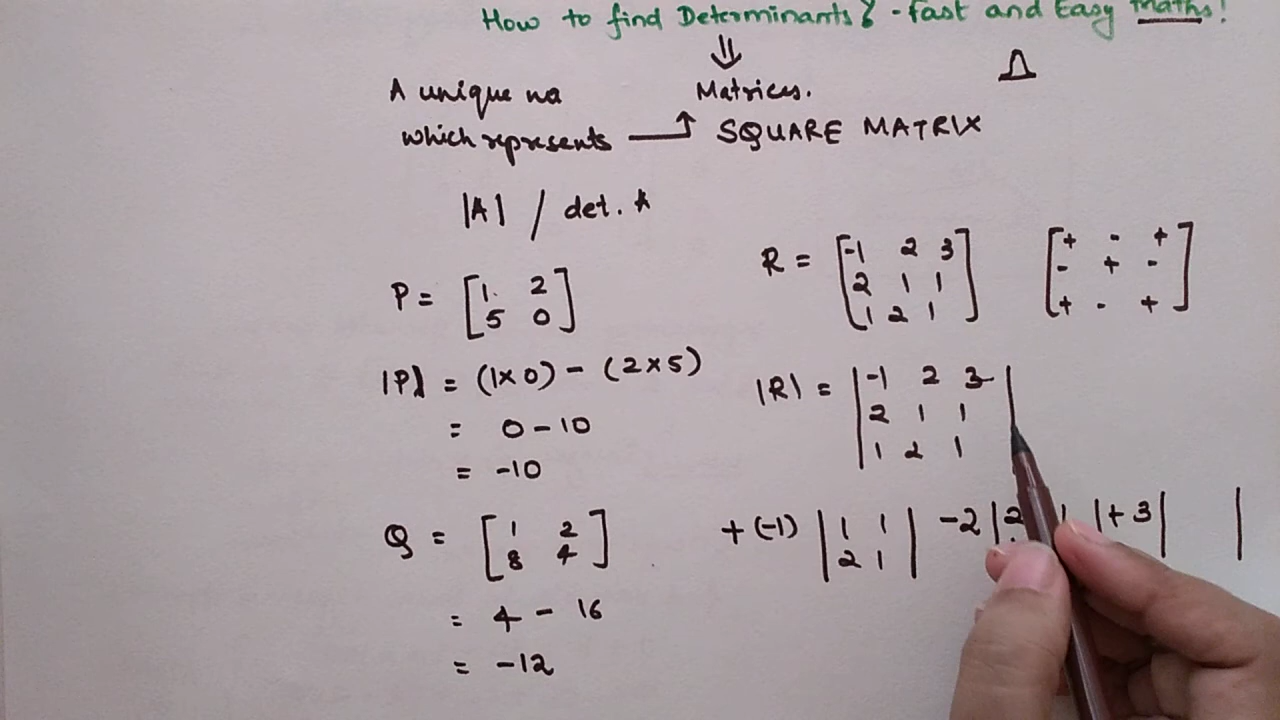 How to find Determinants? - Fast and Easy Maths!
⇓
A unique no Matrices. Δ
which represents → SQUARE MATRIX
|A| / det. A
P = [1 2
5 0]
|P| = (1×0) - (2×5)
= 0 - 10
= -10
Q = [1 2
8 4]
= 4 - 16
= -12
R = [-1 2 3
2 1 1
1 2 1]
[+ - +
- + -
+ - +]
|R| = |-1 2 3
2 1 1
1 2 1|
+(-1) |1 1| -2 |2 | +3 | |
2 1